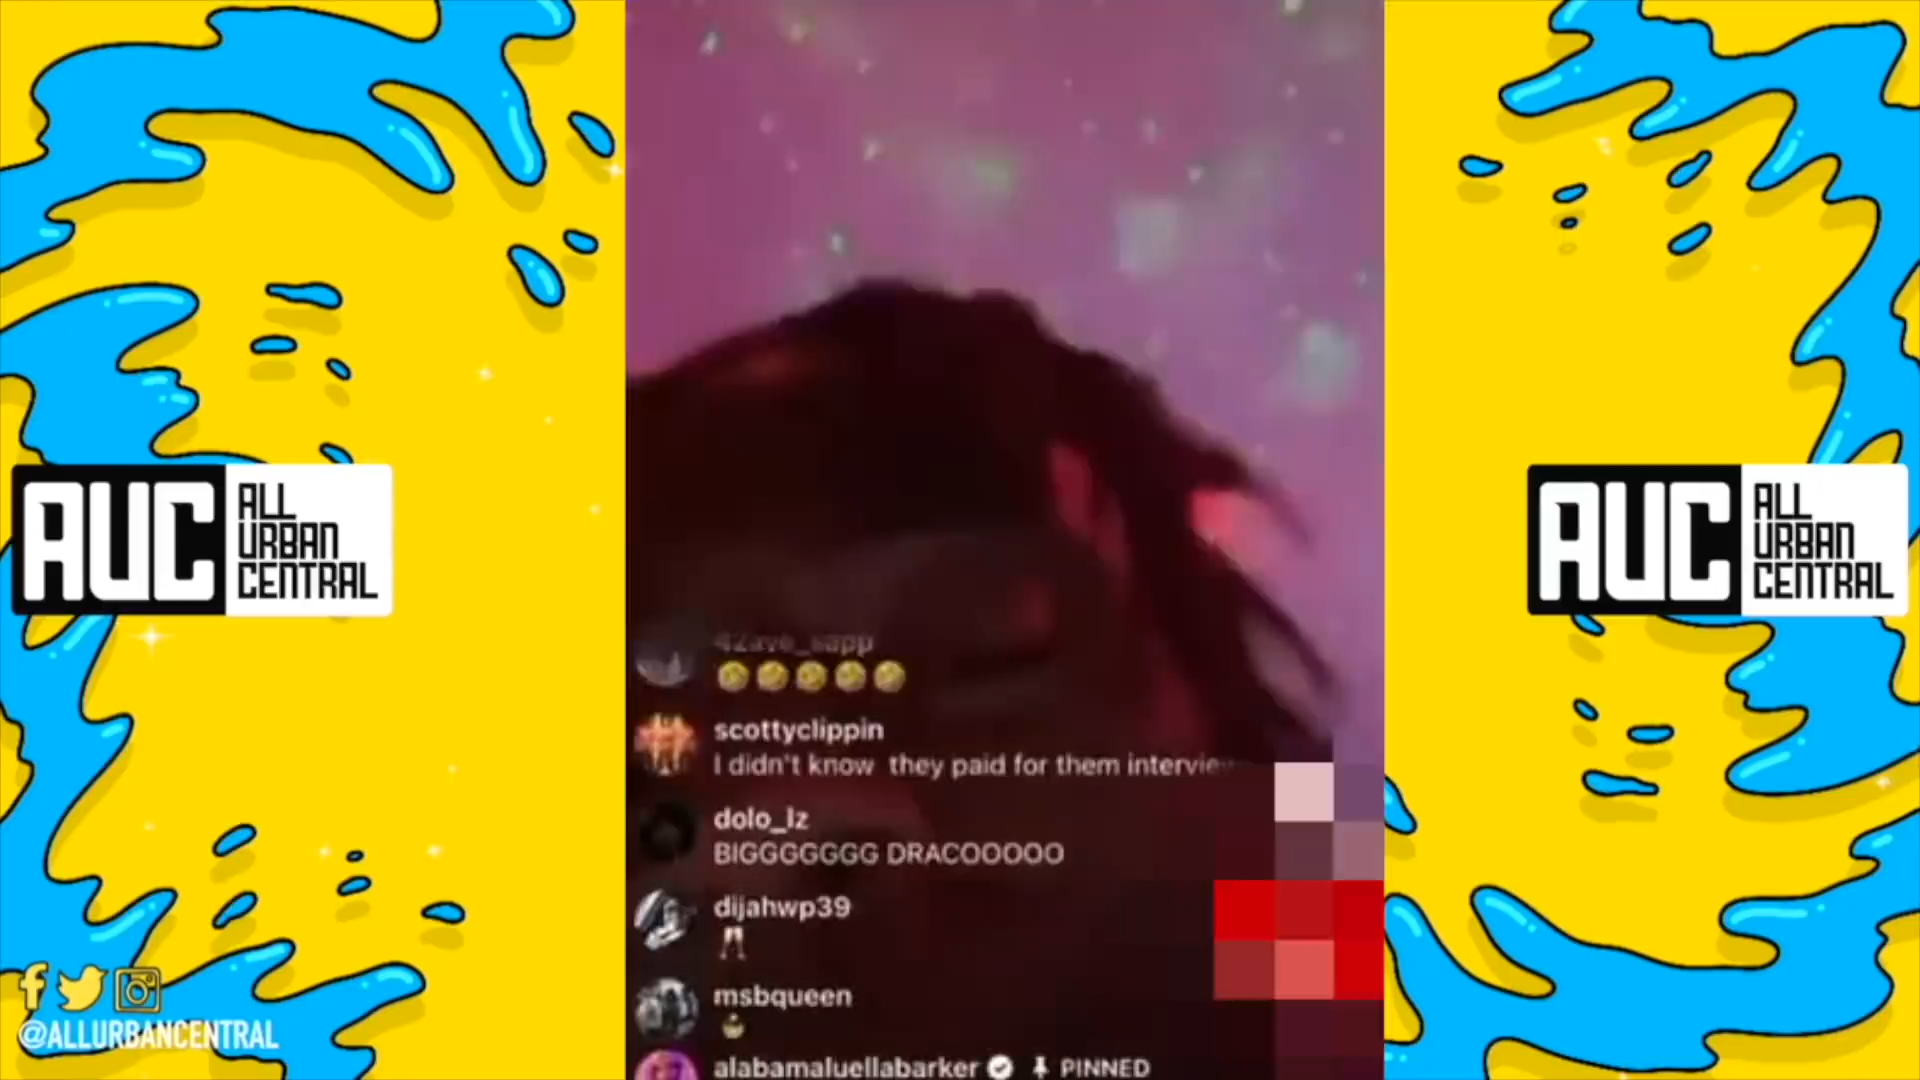 AUC
ALL
URBAN
CENTRAL
42ave_sapp
scottyclippin
I didn't know they paid for them
dolo_lz
BIGGGGGGG DRACOOOOO
dijahwp39
msbqueen
alabamaluellabarker PINNED
AUC
ALL
URBAN
CENTRAL
@ALLURBANCENTRAL